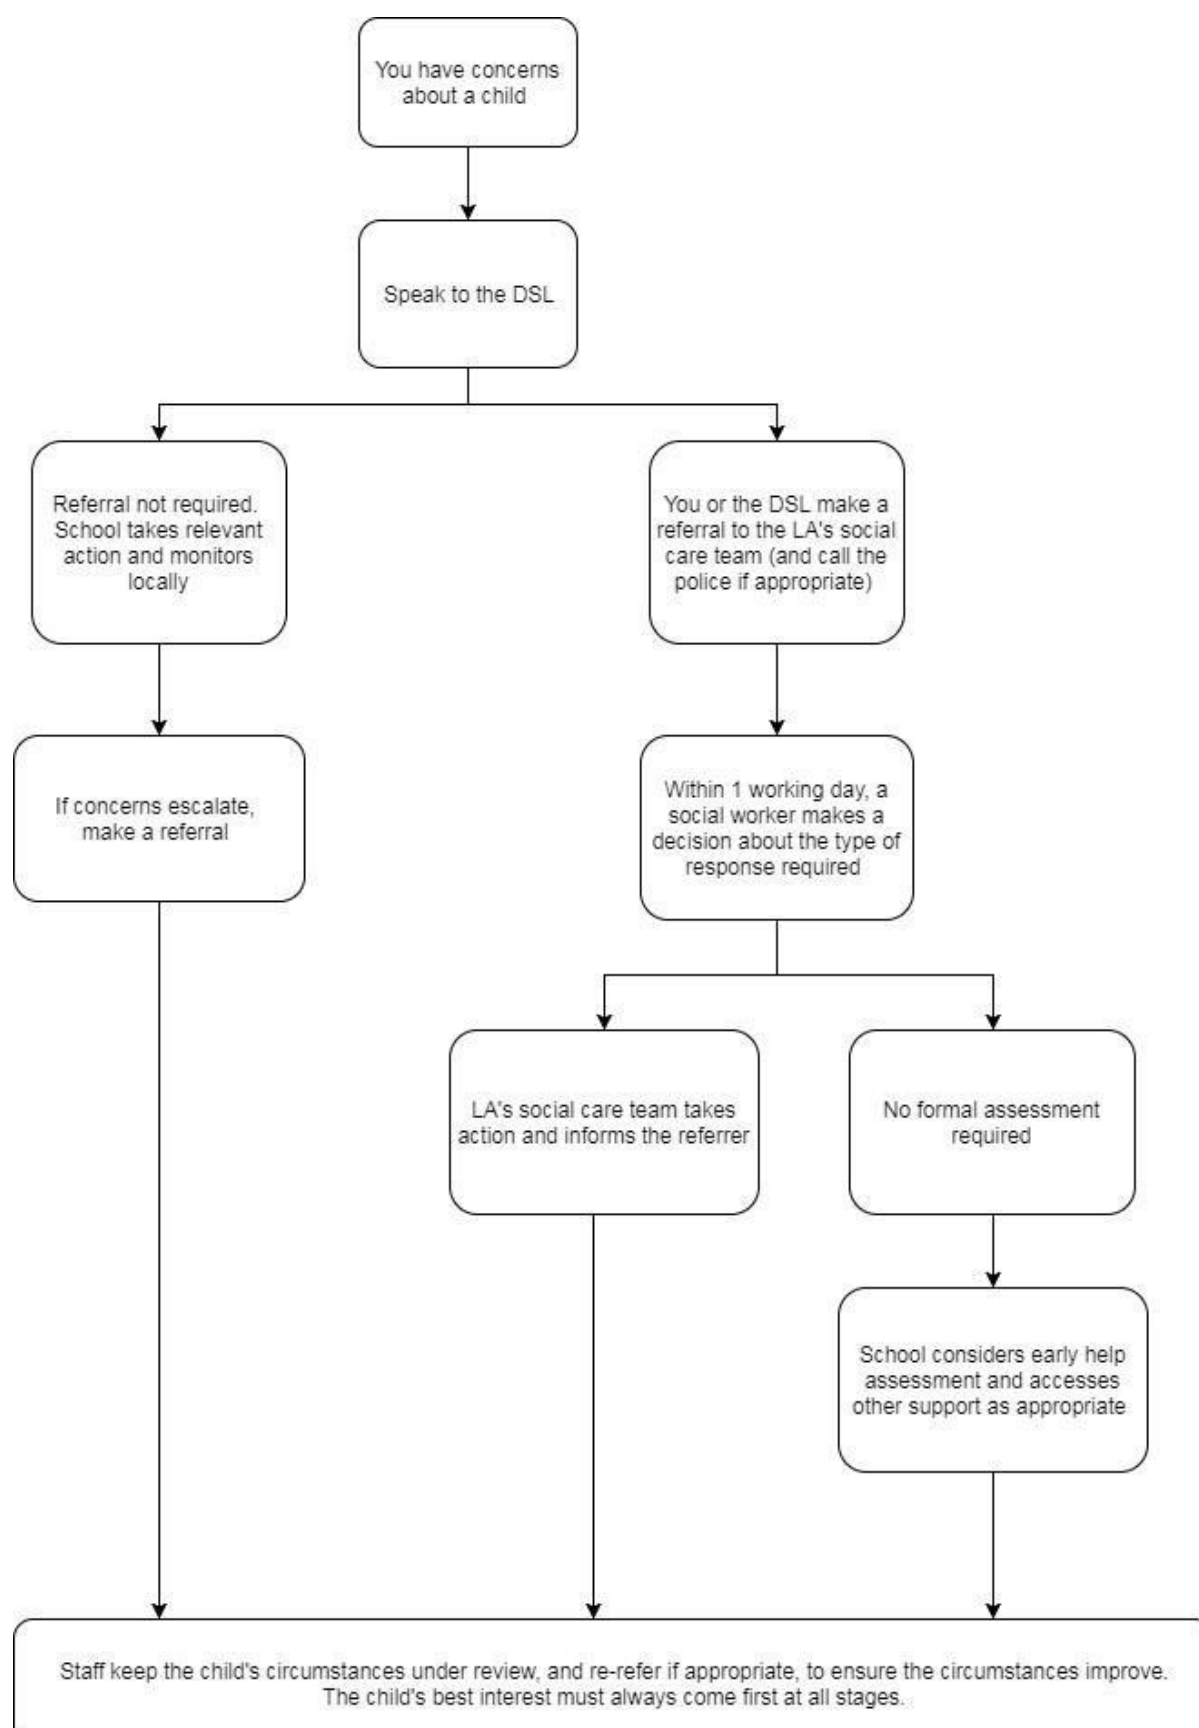 You have concerns
about a child
Speak to the DSL
Referral not required.
School takes relevant
action and monitors
locally
You or the DSL make a
referral to the LA's social
care team (and call the
police if appropriate)
If concerns escalate,
make a referral
Within 1 working day, a
social worker makes a
decision about the type of
response required
LA's social care team takes
action and informs the referrer
No formal assessment
required
School considers early help
assessment and accesses
other support as appropriate
Staff keep the child's circumstances under review, and re-refer if appropriate, to ensure the circumstances improve.
The child's best interest must always come first at all stages.